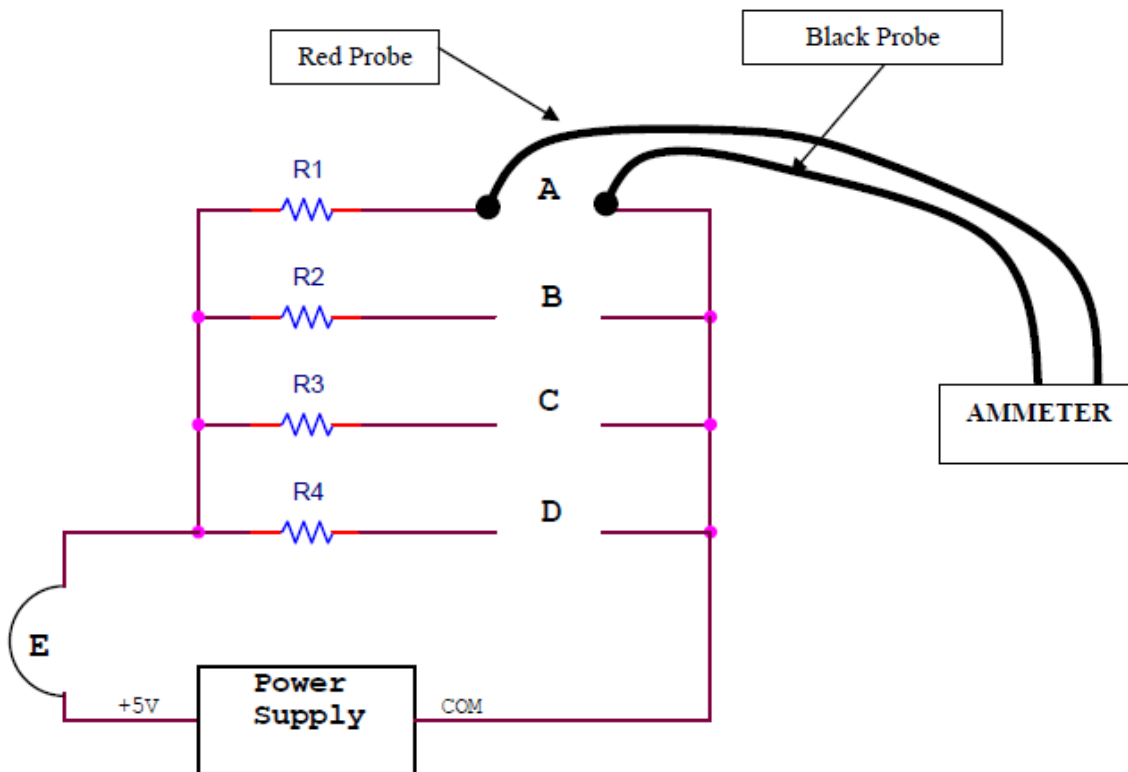 Red Probe
Black Probe
R1
A
R2
B
R3
C
AMMETER
R4
D
E
+5V
Power
Supply
COM